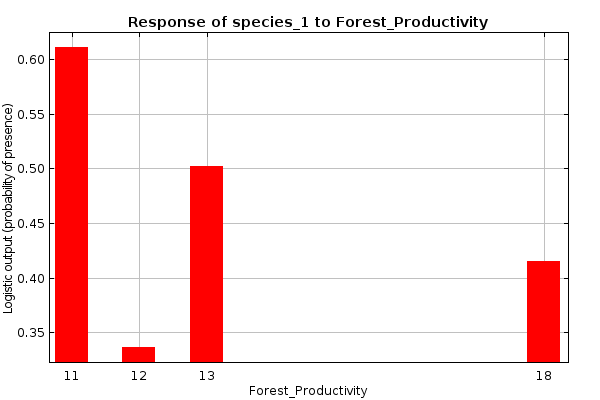 Response of species_1 to Forest_Productivity
Logistic output (probability of presence)
0.60
0.55
0.50
0.45
0.40
0.35
11 12 13 18
Forest_Productivity